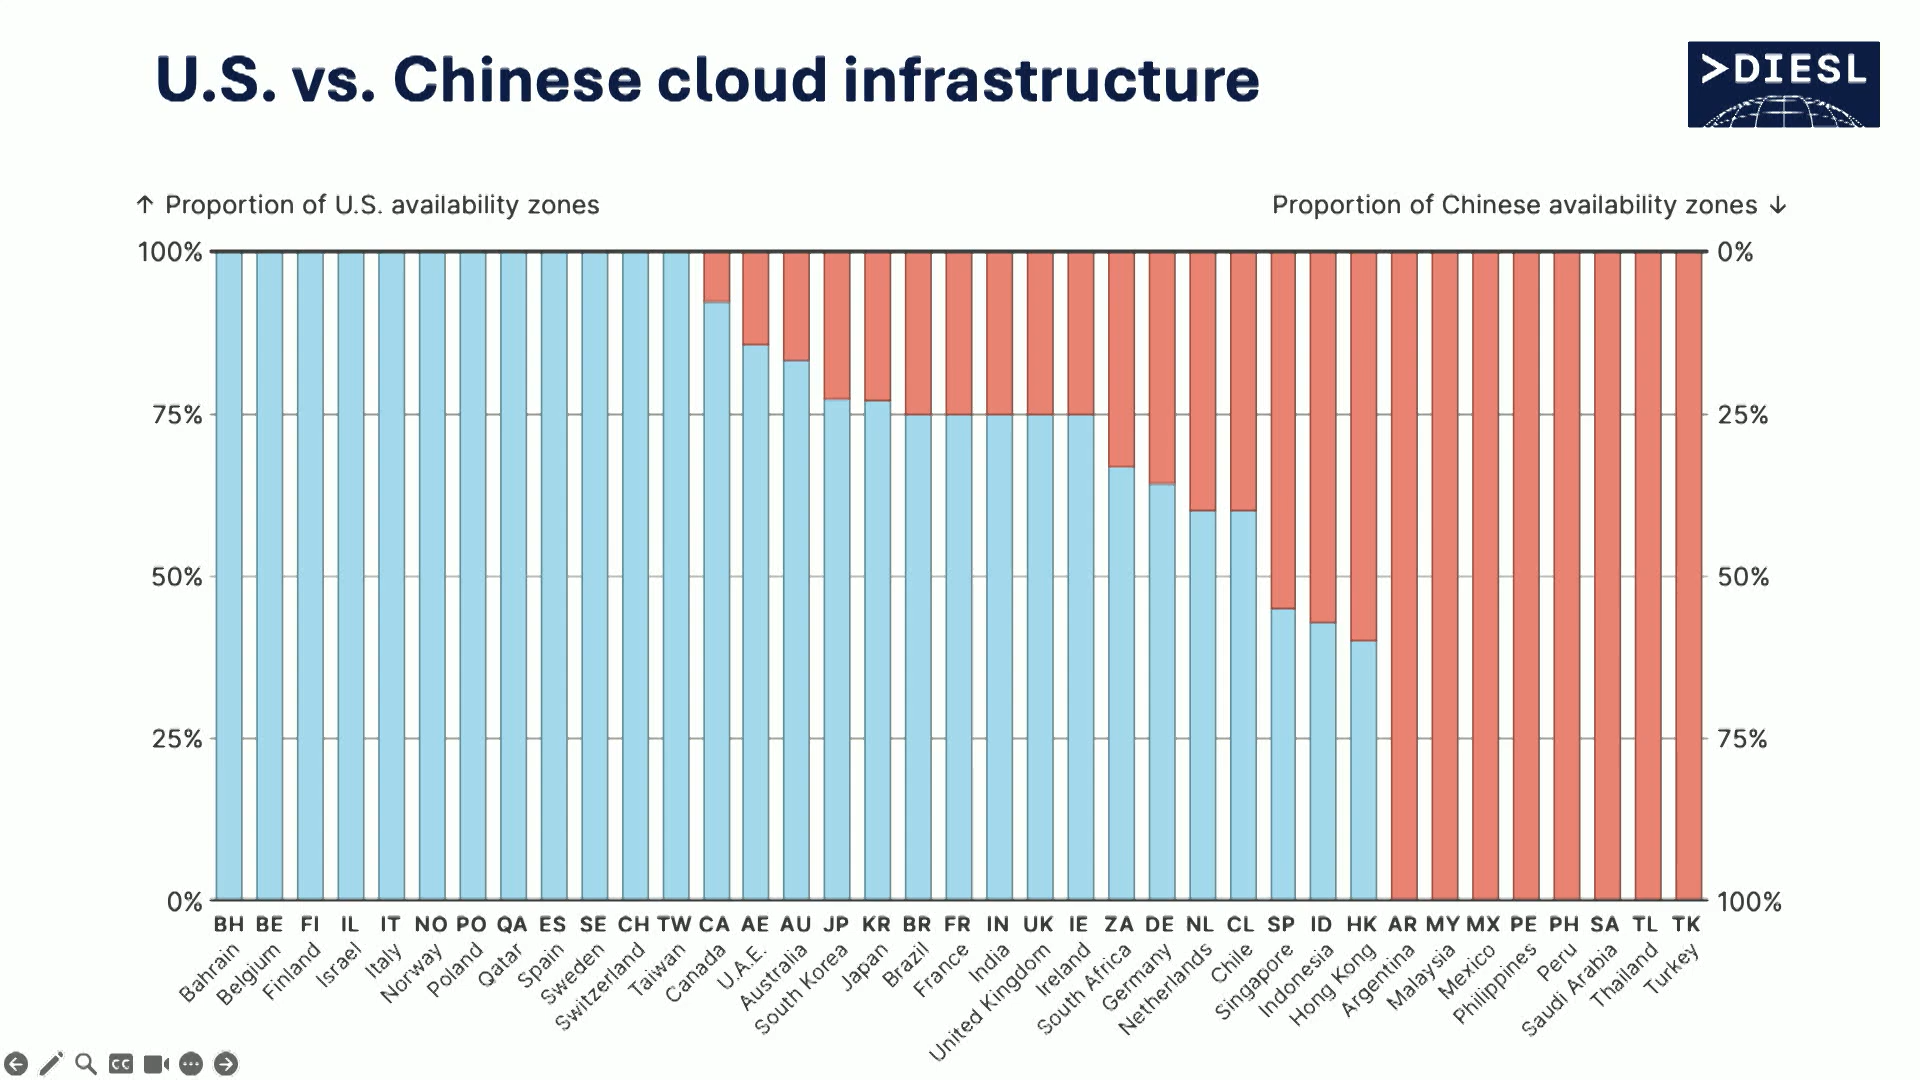 U.S. vs. Chinese cloud infrastructure
>DIESL
↑ Proportion of U.S. availability zones
Proportion of Chinese availability zones ↓
100%
0%
75%
25%
50%
50%
25%
75%
0%
100%
BH BE FI IL IT NO PO QA ES SE CH TW CA AE AU JP KR BR FR IN UK IE ZA DE NL CL SP ID HK AR MY MX PE PH SA TL TK
Bahrain
Belgium
Finland
Israel
Italy
Norway
Poland
Qatar
Spain
Sweden
Switzerland
Taiwan
Canada
U.A.E.
Australia
South Korea
Japan
Brazil
France
India
United Kingdom
Ireland
South Africa
Germany
Netherlands
Chile
Singapore
Indonesia
Hong Kong
Argentina
Malaysia
Mexico
Philippines
Peru
Saudi Arabia
Thailand
Turkey
CC